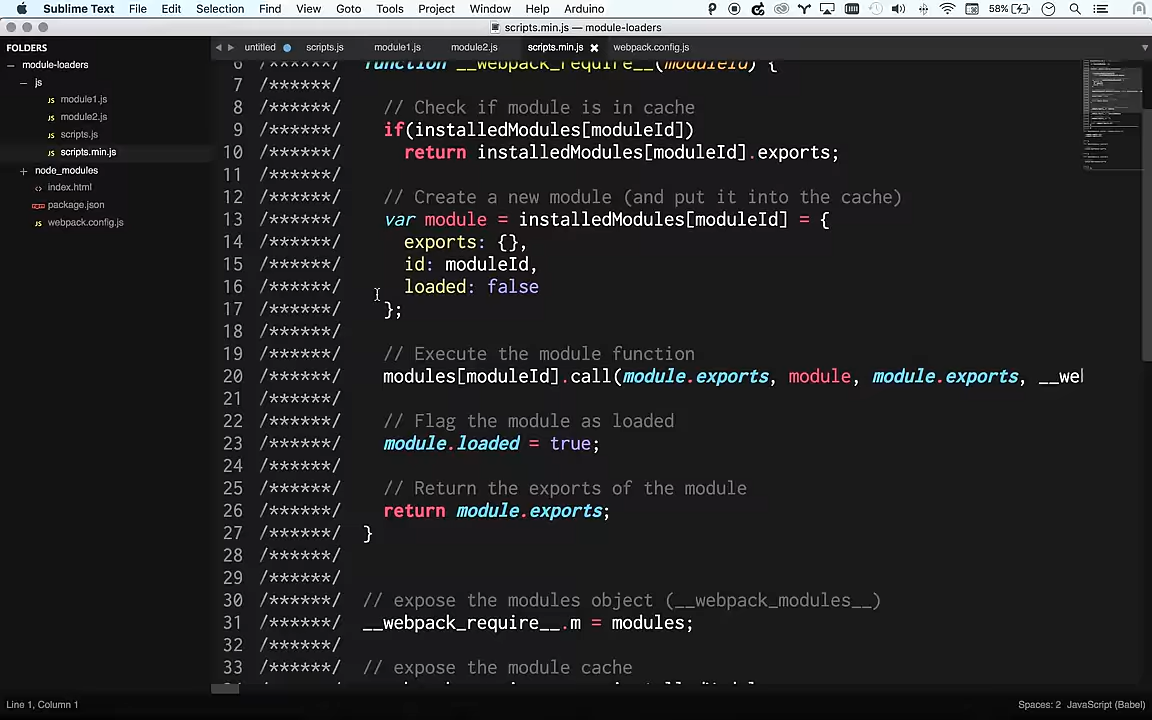 Sublime Text File Edit Selection Find View Goto Tools Project Window Help Arduino 58%
scripts.min.js — module-loaders
FOLDERS
module-loaders
js
module1.js
module2.js
scripts.js
scripts.min.js
node_modules
index.html
package.json
webpack.config.js
untitled scripts.js module1.js module2.js scripts.min.js webpack.config.js
6 /******/ function __webpack_require__(moduleId) {
7 /******/
8 /******/ // Check if module is in cache
9 /******/ if(installedModules[moduleId])
10 /******/ return installedModules[moduleId].exports;
11 /******/
12 /******/ // Create a new module (and put it into the cache)
13 /******/ var module = installedModules[moduleId] = {
14 /******/ exports: {},
15 /******/ id: moduleId,
16 /******/ loaded: false
17 /******/ };
18 /******/
19 /******/ // Execute the module function
20 /******/ modules[moduleId].call(module.exports, module, module.exports, __we
21 /******/
22 /******/ // Flag the module as loaded
23 /******/ module.loaded = true;
24 /******/
25 /******/ // Return the exports of the module
26 /******/ return module.exports;
27 /******/ }
28 /******/
29 /******/
30 /******/ // expose the modules object (__webpack_modules__)
31 /******/ __webpack_require__.m = modules;
32 /******/
33 /******/ // expose the module cache
Line 1, Column 1
Spaces: 2 JavaScript (Babel)